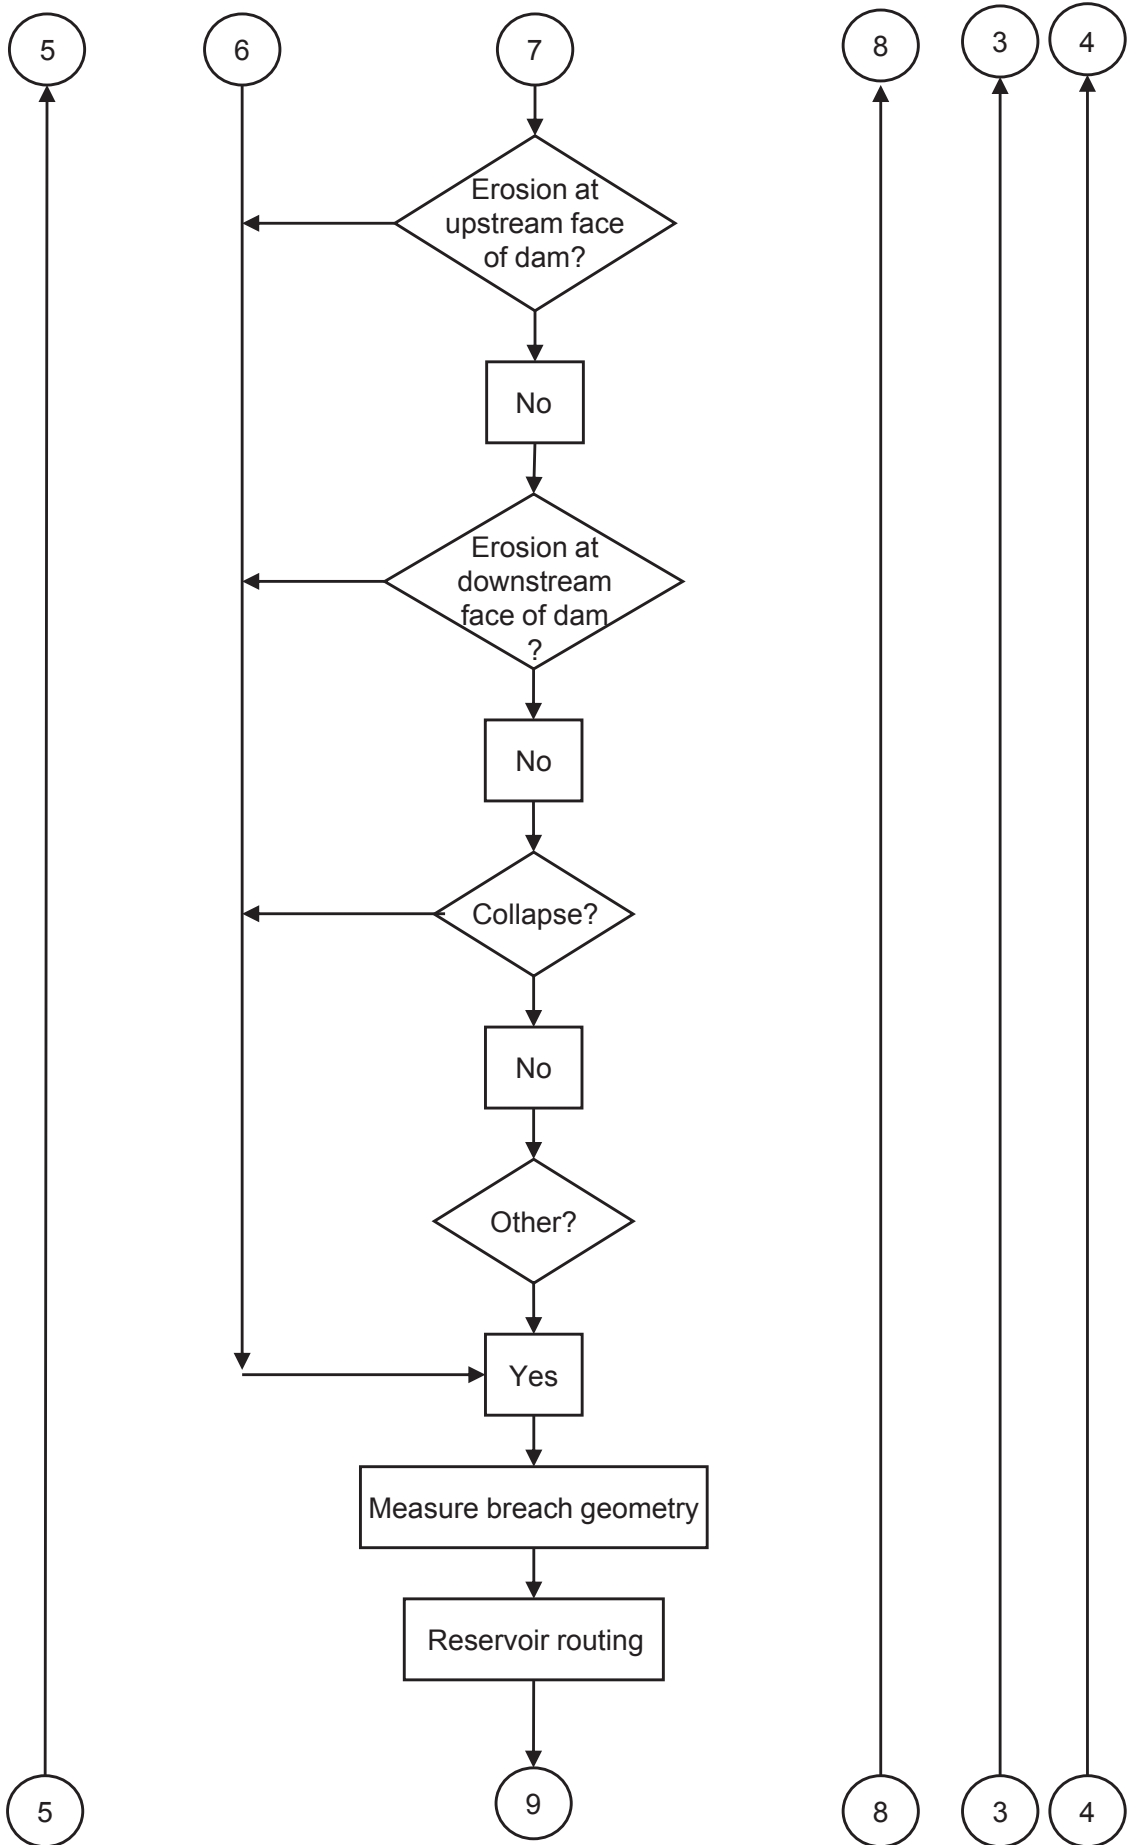 5
6
7
8
3
4
Erosion at
upstream face
of dam?
No
Erosion at
downstream
face of dam
?
No
Collapse?
No
Other?
Yes
Measure breach geometry
Reservoir routing
5
9
8
3
4